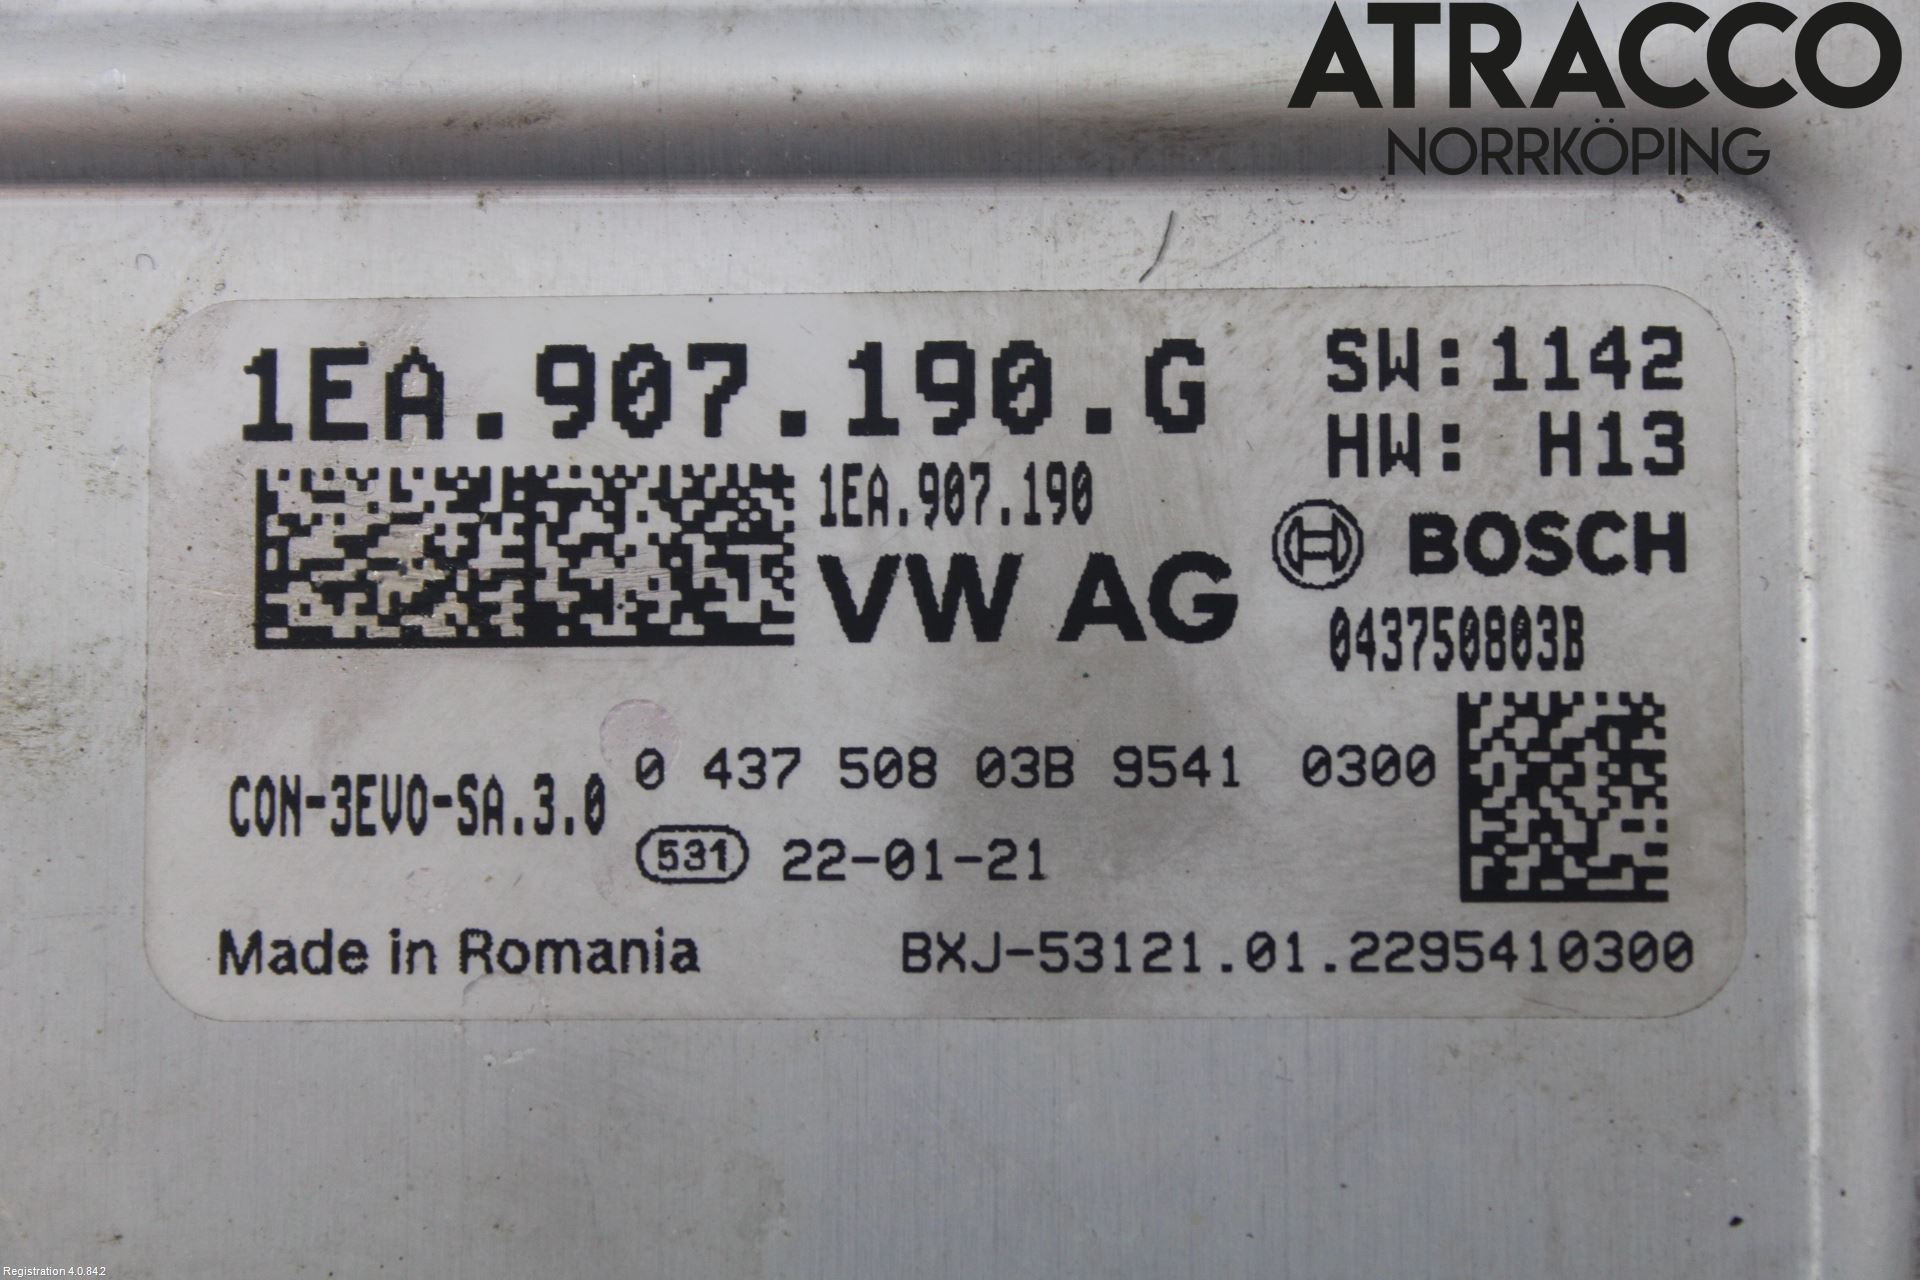 ATRACCO
NORRKÖPING
1EA.907.190.G
SW:1142
HW: H13
1EA.907.190
VW AG
BOSCH
043750803B
CON-3EVO-SA.3.0
0 437 508 03B 9541 0300
531 22-01-21
Made in Romania
BXJ-53121.01.2295410300
Registration 4.0.84.2